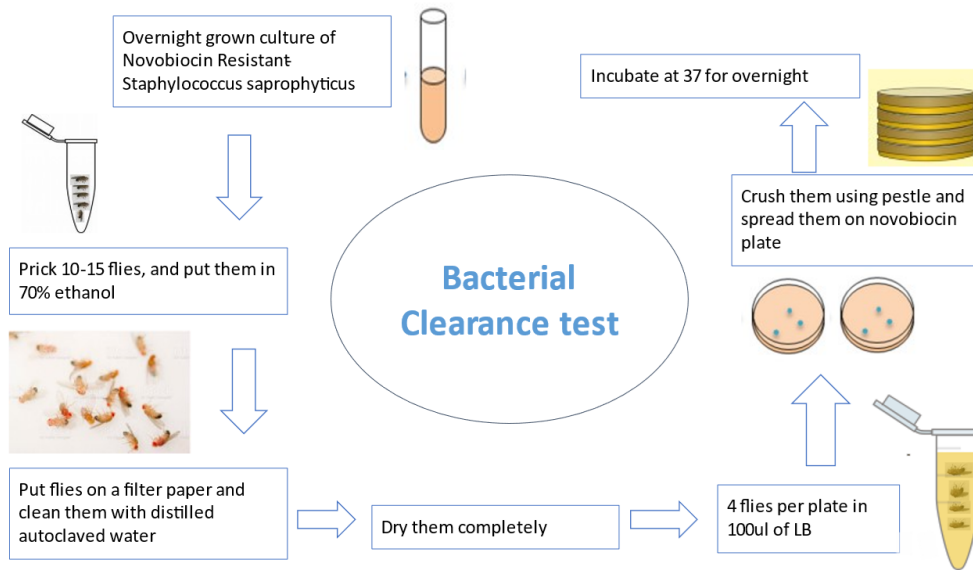 Overnight grown culture of
Novobiocin Resistant-
Staphylococcus saprophyticus
Prick 10-15 flies, and put them in
70% ethanol
Put flies on a filter paper and
clean them with distilled
autoclaved water
Dry them completely
4 flies per plate in
100ul of LB
Crush them using pestle and
spread them on novobiocin
plate
Incubate at 37 for overnight
Bacterial
Clearance test